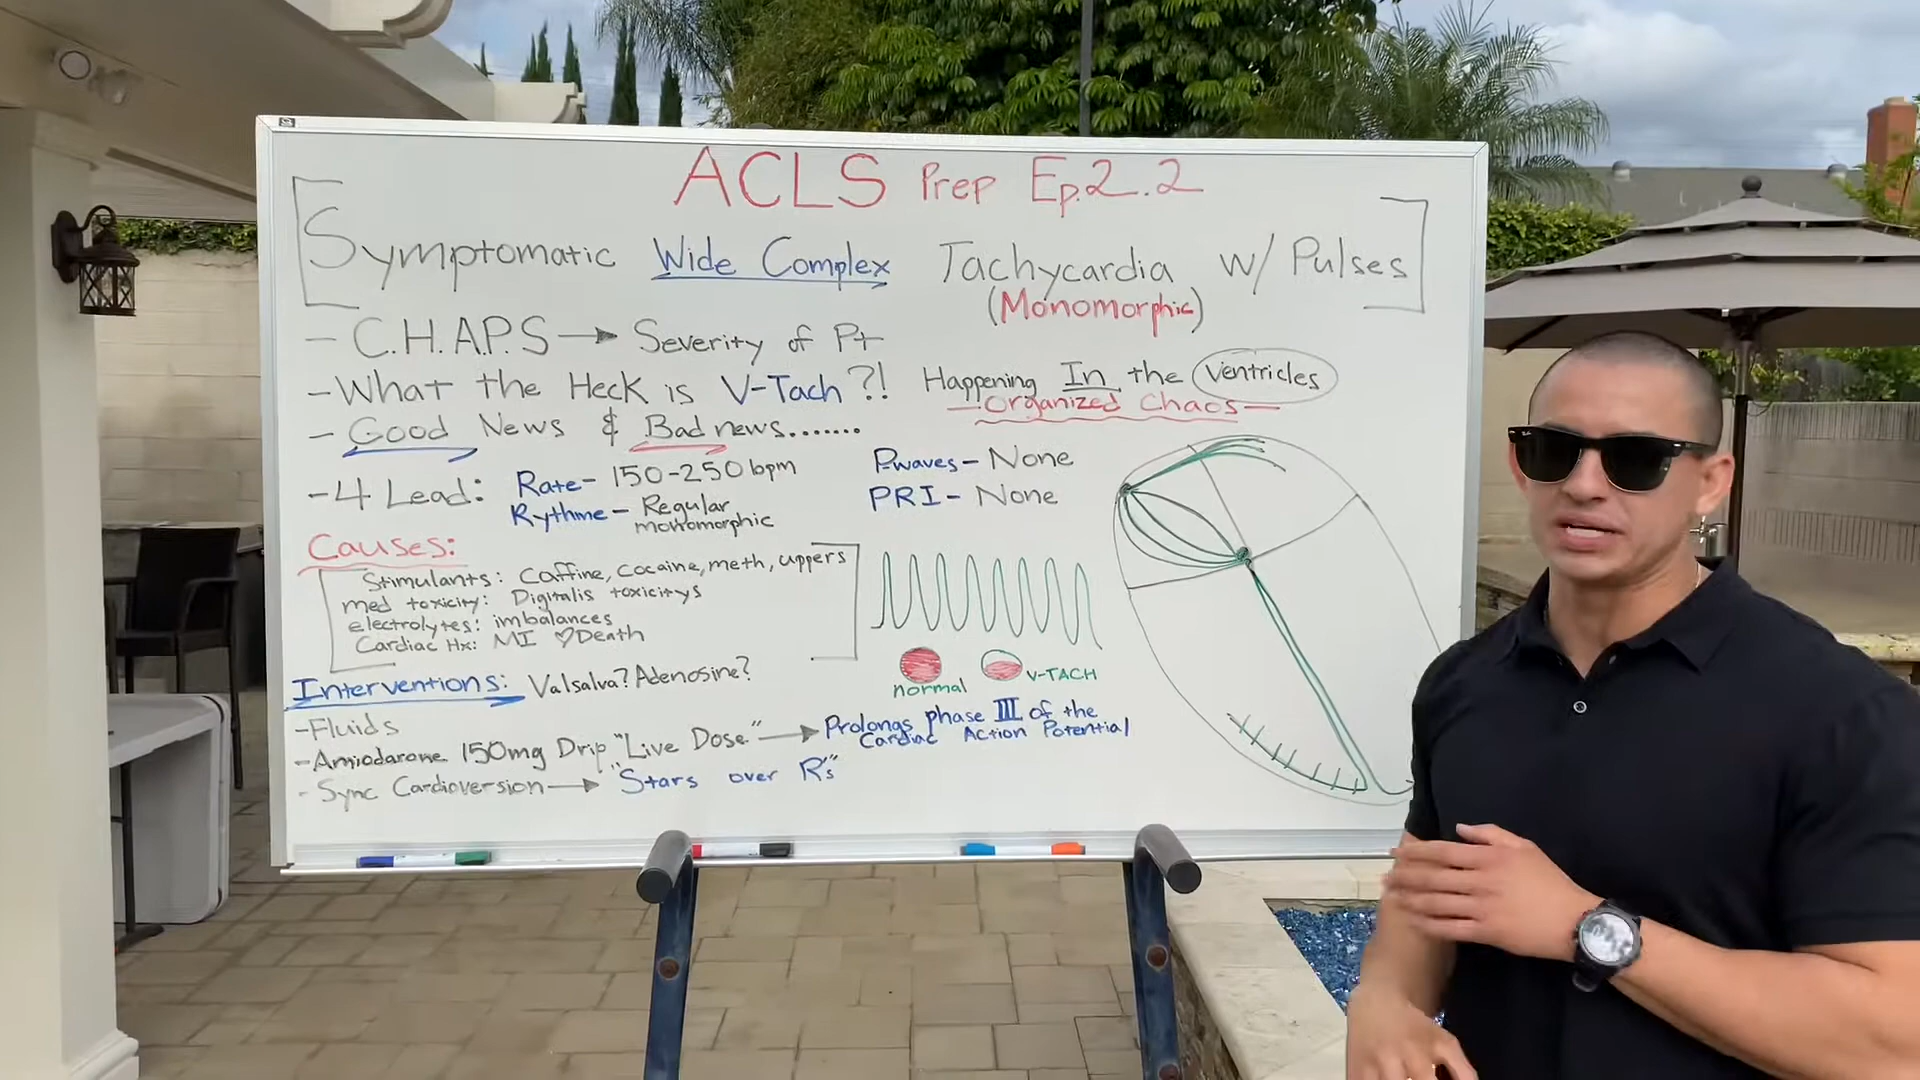 ACLS Prep Ep.2.2
Symptomatic Wide Complex Tachycardia w/ Pulses
(Monomorphic)
- C.H.A.P.S → Severity of Pt
- What the Heck is V-Tach?! Happening In the ventricles
- organized chaos -
- Good News & Bad news.......
- 4 Lead: Rate - 150-250 bpm
Rythme - Regular
monomorphic
P-waves - None
PRI - None
Causes:
Stimulants: Caffine, cocaine, meth, uppers
med toxicity: Digitalis toxicitys
electrolytes: imbalances
Cardiac Hx: MI ♡Death
normal
V-TACH
Interventions: Valsalva? Adenosine?
- Fluids
- Amiodarone 150mg Drip "Live Dose" → Prolongs phase III of the
Cardiac Action Potential
- Sync Cardioversion → "Stars over R's"
Ray-Ban